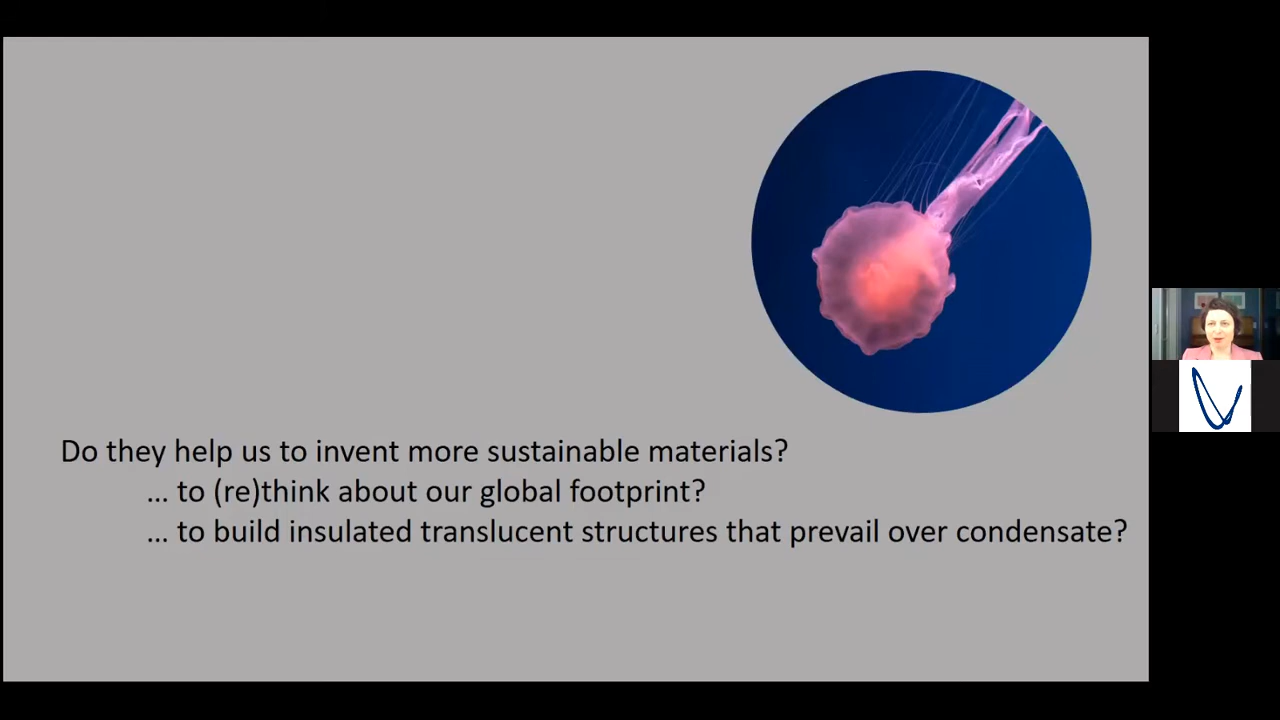 Do they help us to invent more sustainable materials?
... to (re)think about our global footprint?
... to build insulated translucent structures that prevail over condensate?